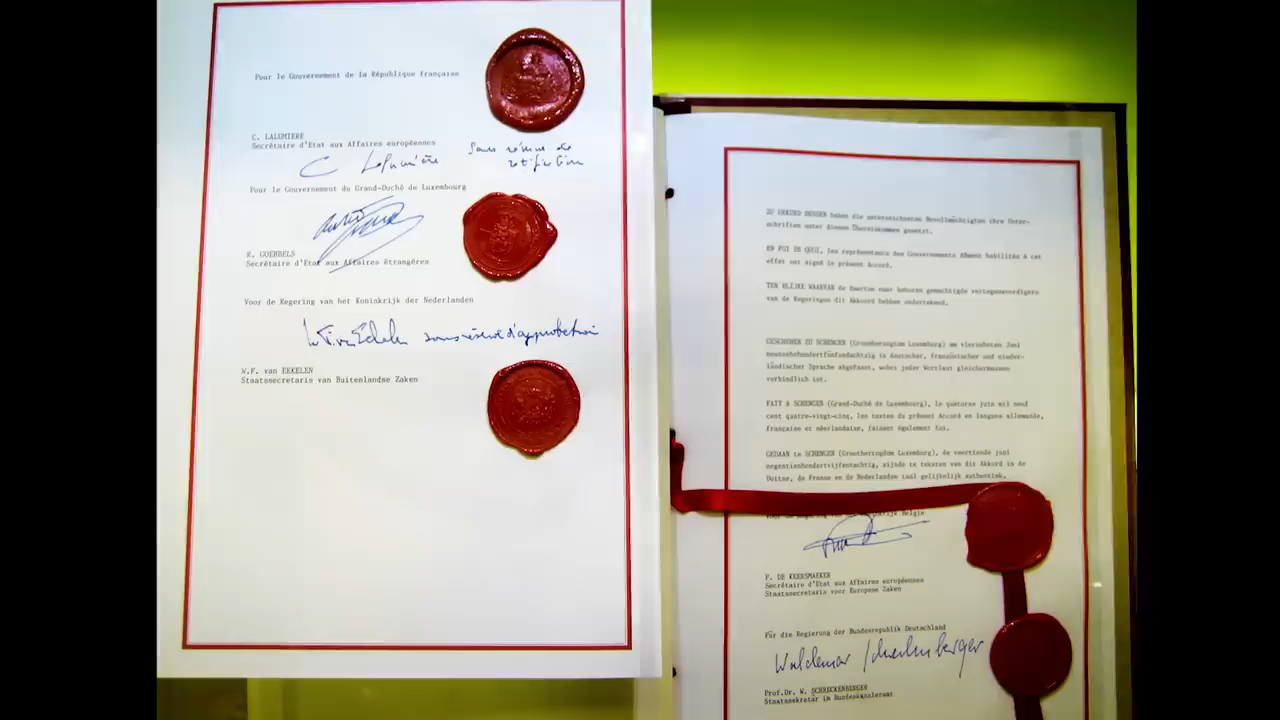 Pour le Gouvernement de la République française
C. LALUMIERE
Secrétaire d'Etat aux Affaires européennes
C Lalumière
Sans réserve de
ratification
Pour le Gouvernement du Grand-Duché de Luxembourg
R. GOEBBELS
Secrétaire d'Etat aux Affaires étrangères
Voor de Regering van het Koninkrijk der Nederlanden
sous réserve d'approbation
W.F. van EEKELEN
Staatssecretaris van Buitenlandse Zaken
ZU URKUND DESSEN haben die unterzeichneten Bevollmächtigten ihre Unter-
schriften unter dieses Übereinkommen gesetzt.
EN FOI DE QUOI, les représentants des Gouvernements dûment habilités à cet
effet ont signé le présent Accord.
TEN BLIJKE WAARVAN de daartoe naar behoren gemachtigde vertegenwoordigers
van de Regeringen dit Akkoord hebben ondertekend.
GESCHEHEN ZU SCHENGEN (Grossherzogtum Luxemburg) am vierzehnten Juni
neunzehnhundertfünfundachtzig in deutscher, französischer und nieder-
ländischer Sprache abgefasst, wobei jeder Wortlaut gleichermassen
verbindlich ist.
FAIT à SCHENGEN (Grand-Duché de Luxembourg), le quatorze juin mil neuf
cent quatre-vingt-cinq, les textes du présent Accord en langues allemande,
française et néerlandaise, faisant également foi.
GEDAAN te SCHENGEN (Groothertogdom Luxemburg), de veertiende juni
negentienhondertvijfentachtig, zijnde de teksten van dit Akkoord in de
Duitse, de Franse en de Nederlandse taal gelijkelijk authentiek.
België
P. DE KEERSMAEKER
Secrétaire d'Etat aux Affaires européennes
Staatssecretaris voor Europese Zaken
Für die Regierung der Bundesrepublik Deutschland
Waldemar Schreckenberger
Prof.Dr. W. SCHRECKENBERGER
Staatssekretär im Bundeskanzleramt